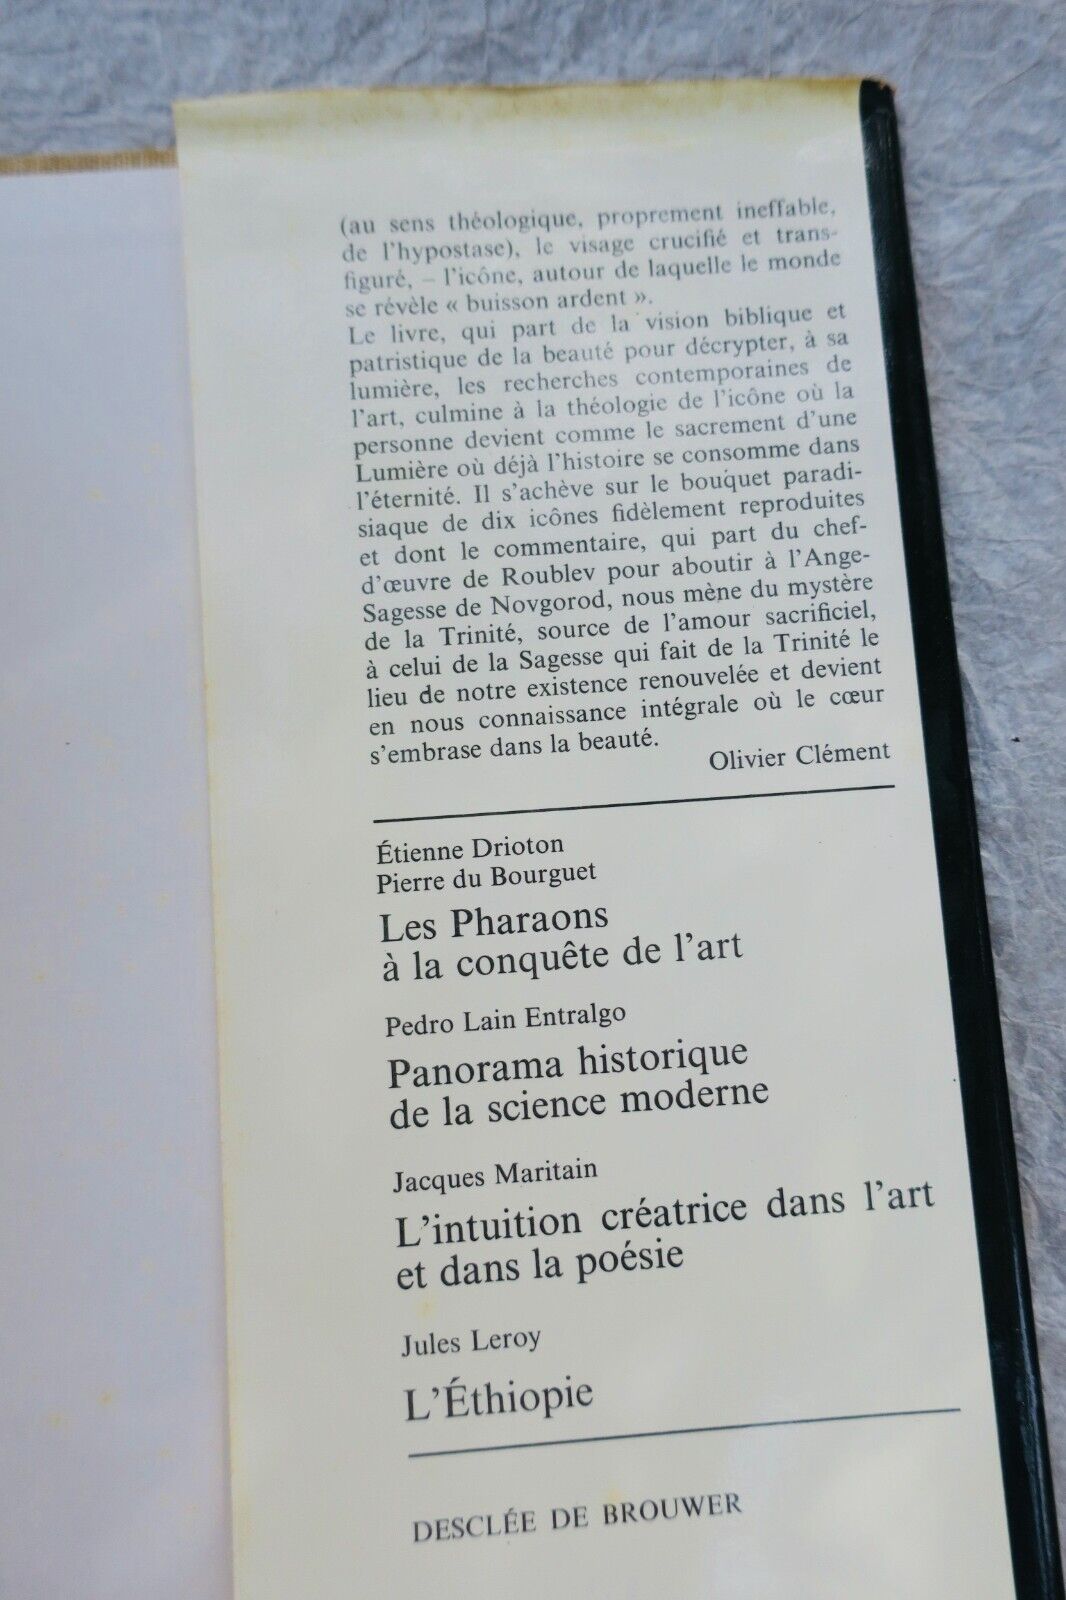 (au sens théologique, proprement ineffable,
de l'hypostase), le visage crucifié et trans-
figuré, – l'icône, autour de laquelle le monde
se révèle « buisson ardent ».
Le livre, qui part de la vision biblique et
patristique de la beauté pour décrypter, à sa
lumière, les recherches contemporaines de
l'art, culmine à la théologie de l'icône où la
personne devient comme le sacrement d'une
Lumière où déjà l'histoire se consomme dans
l'éternité. Il s'achève sur le bouquet paradi-
siaque de dix icônes fidèlement reproduites
et dont le commentaire, qui part du chef-
d'œuvre de Roublev pour aboutir à l'Ange-
Sagesse de Novgorod, nous mène du mystère
de la Trinité, source de l'amour sacrificiel,
à celui de la Sagesse qui fait de la Trinité le
lieu de notre existence renouvelée et devient
en nous connaissance intégrale où le cœur
s'embrase dans la beauté.
Olivier Clément
Étienne Drioton
Pierre du Bourguet
Les Pharaons
à la conquête de l'art
Pedro Lain Entralgo
Panorama historique
de la science moderne
Jacques Maritain
L'intuition créatrice dans l'art
et dans la poésie
Jules Leroy
L'Éthiopie
DESCLÉE DE BROUWER